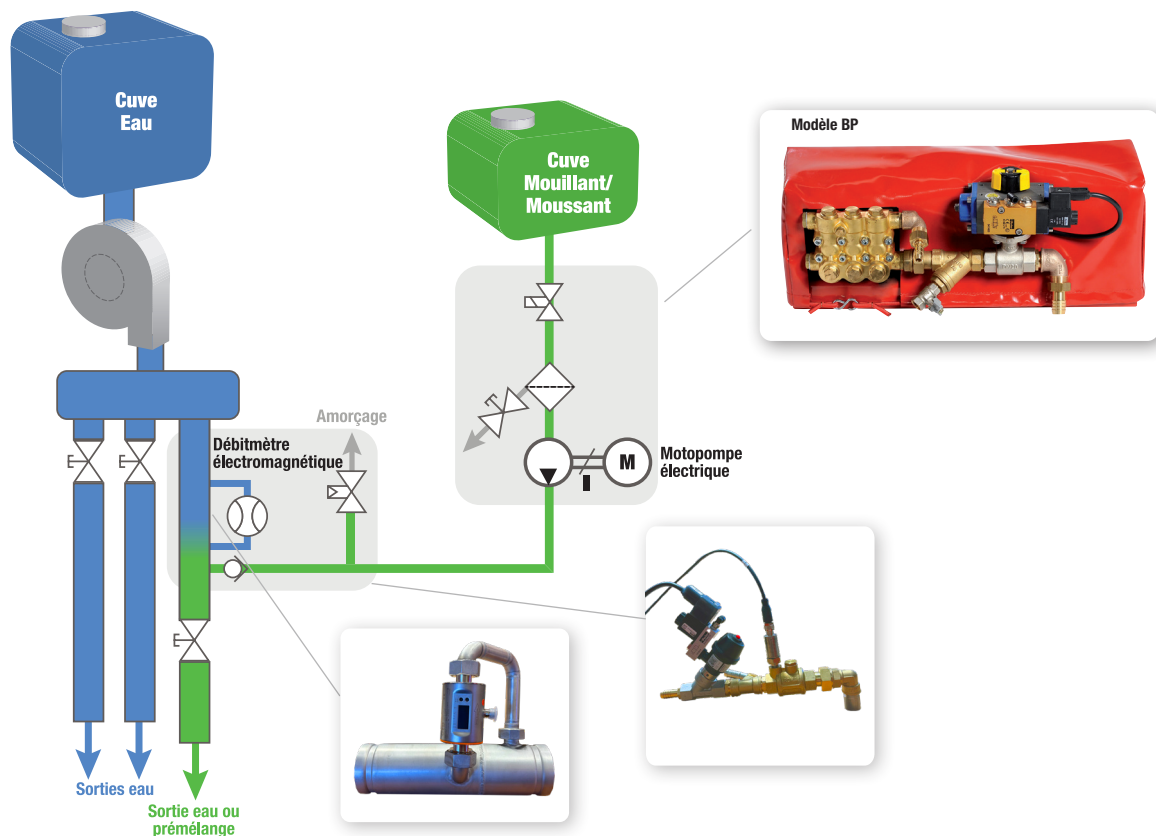 Cuve
Eau
Cuve
Mouillant/
Moussant
Modèle BP
Amorçage
Débitmètre
électromagnétique
M
Motopompe
électrique
Sorties eau
Sortie eau ou
prémélange